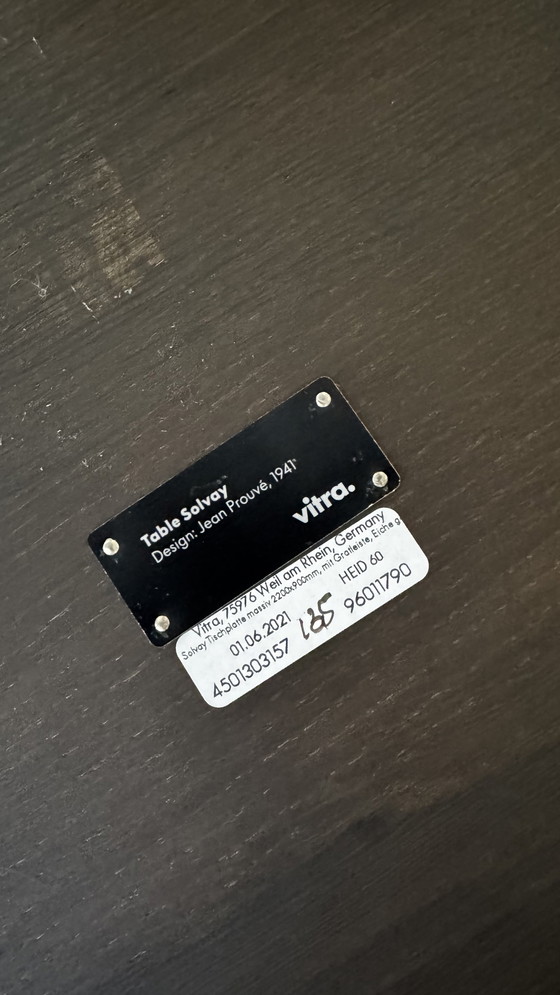 Table Solvay
Design: Jean Prouvé, 1941
vitra.
Vitra, 75976 Weil am Rhein, Germany
Solvay Tischplatte massiv 2200x900mm, mit Gratleiste, Eiche g
01.06.2021 HEID 60
4501303157 185 96011790